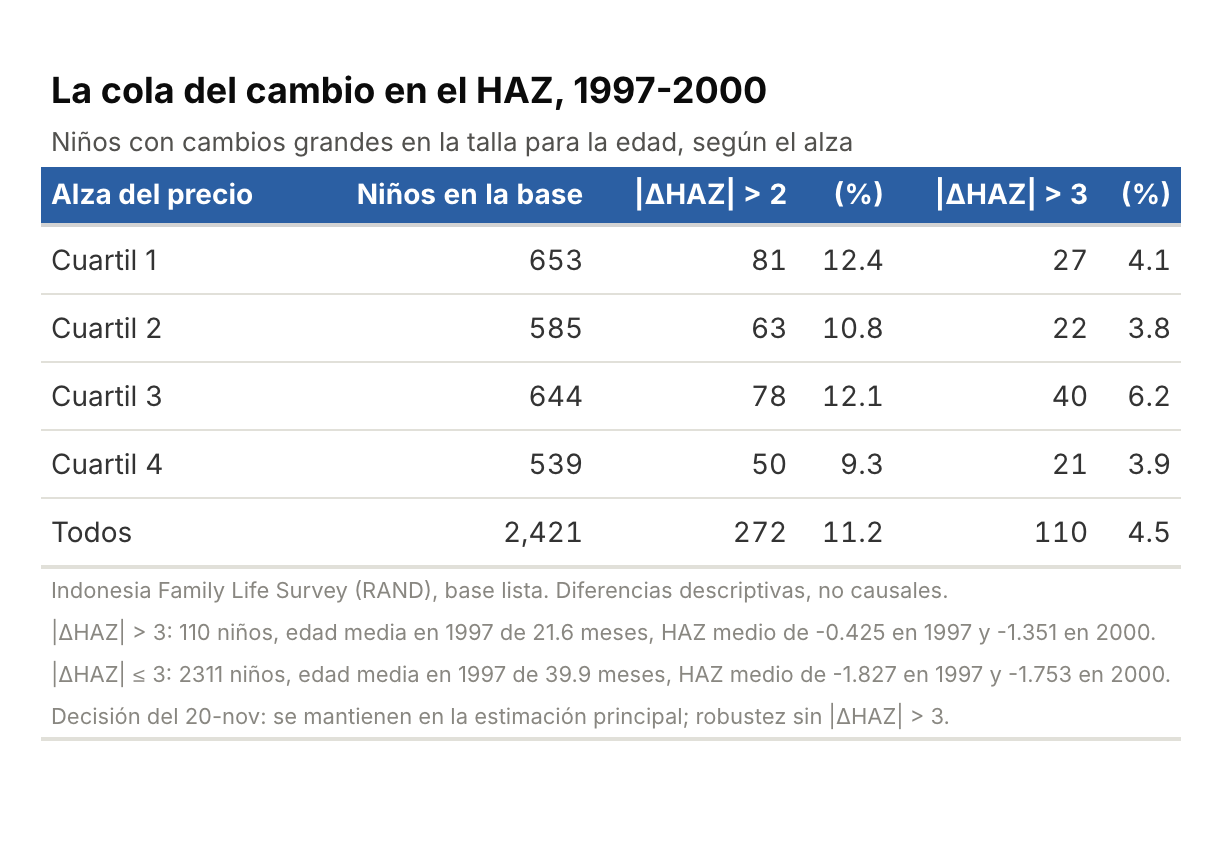 La cola del cambio en el HAZ, 1997-2000
Niños con cambios grandes en la talla para la edad, según el alza
Alza del precio Niños en la base |ΔHAZ| > 2 (%) |ΔHAZ| > 3 (%)
Cuartil 1 653 81 12.4 27 4.1
Cuartil 2 585 63 10.8 22 3.8
Cuartil 3 644 78 12.1 40 6.2
Cuartil 4 539 50 9.3 21 3.9
Todos 2,421 272 11.2 110 4.5
Indonesia Family Life Survey (RAND), base lista. Diferencias descriptivas, no causales.
|ΔHAZ| > 3: 110 niños, edad media en 1997 de 21.6 meses, HAZ medio de -0.425 en 1997 y -1.351 en 2000.
|ΔHAZ| ≤ 3: 2311 niños, edad media en 1997 de 39.9 meses, HAZ medio de -1.827 en 1997 y -1.753 en 2000.
Decisión del 20-nov: se mantienen en la estimación principal; robustez sin |ΔHAZ| > 3.